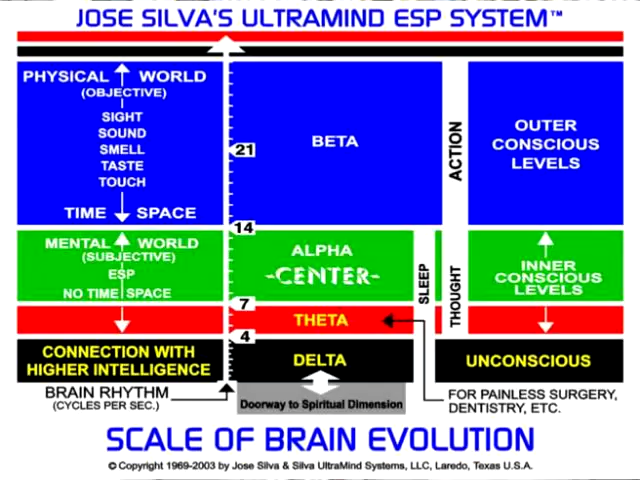 JOSE SILVA'S ULTRAMIND ESP SYSTEM™
PHYSICAL WORLD
(OBJECTIVE)
SIGHT
SOUND
SMELL
TASTE
TOUCH
TIME SPACE
21
BETA
ACTION
OUTER
CONSCIOUS
LEVELS
14
MENTAL WORLD
(SUBJECTIVE)
ESP
NO TIME SPACE
ALPHA
-CENTER-
SLEEP
THOUGHT
INNER
CONSCIOUS
LEVELS
7
THETA
4
CONNECTION WITH
HIGHER INTELLIGENCE
DELTA
UNCONSCIOUS
BRAIN RHYTHM
(CYCLES PER SEC.)
Doorway to Spiritual Dimension
FOR PAINLESS SURGERY,
DENTISTRY, ETC.
SCALE OF BRAIN EVOLUTION
© Copyright 1969-2003 by Jose Silva & Silva UltraMind Systems, LLC, Laredo, Texas U.S.A.